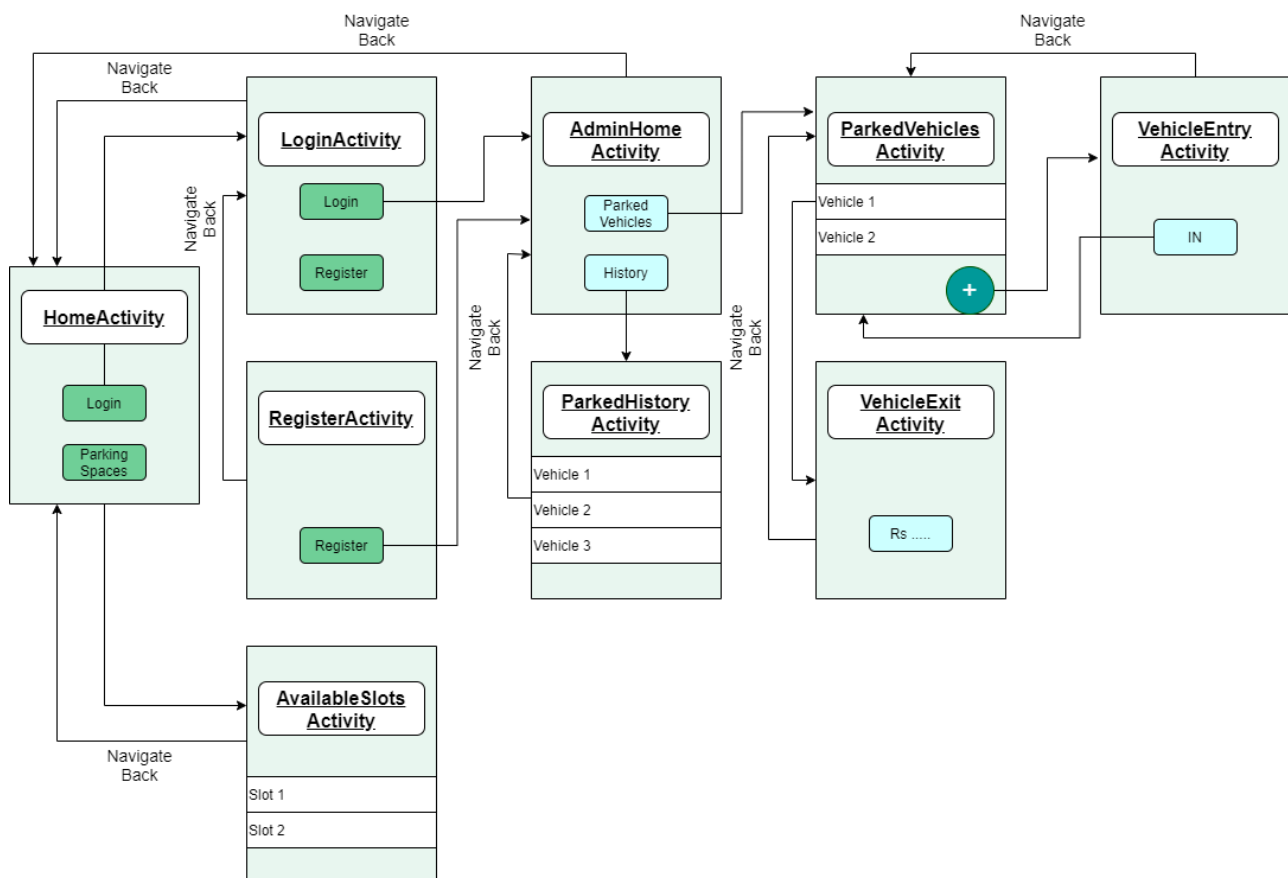 Navigate
Back
Navigate
Back
Navigate
Back
LoginActivity
Login
Register
Navigate
Back
AdminHome
Activity
Parked
Vehicles
History
ParkedVehicles
Activity
Vehicle 1
Vehicle 2
+
VehicleEntry
Activity
IN
HomeActivity
Login
Parking
Spaces
RegisterActivity
Register
Navigate
Back
ParkedHistory
Activity
Vehicle 1
Vehicle 2
Vehicle 3
Navigate
Back
VehicleExit
Activity
Rs .....
AvailableSlots
Activity
Slot 1
Slot 2
Navigate
Back